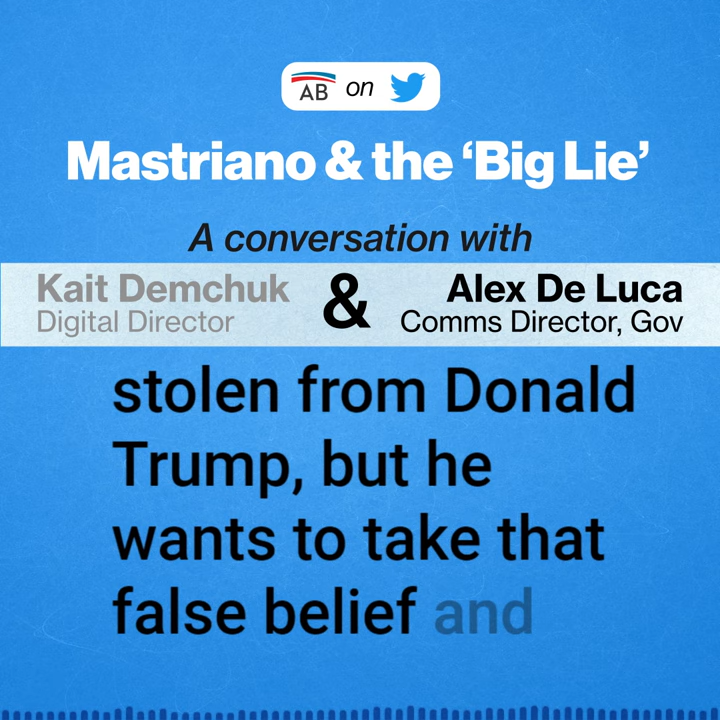 AB on
Mastriano & the ‘Big Lie’
A conversation with
Kait Demchuk & Alex De Luca
Digital Director Comms Director, Gov
stolen from Donald
Trump, but he
wants to take that
false belief and